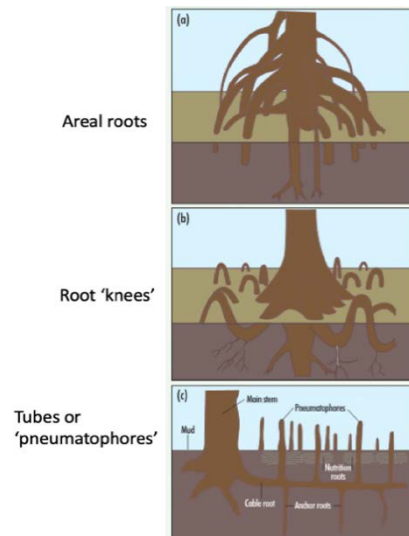 (a)
Areal roots
(b)
Root ‘knees’
(c)
Main stem
Pneumatophores
Tubes or
‘pneumatophores’
Mud
Nutrition
roots
Cable root
Anchor roots